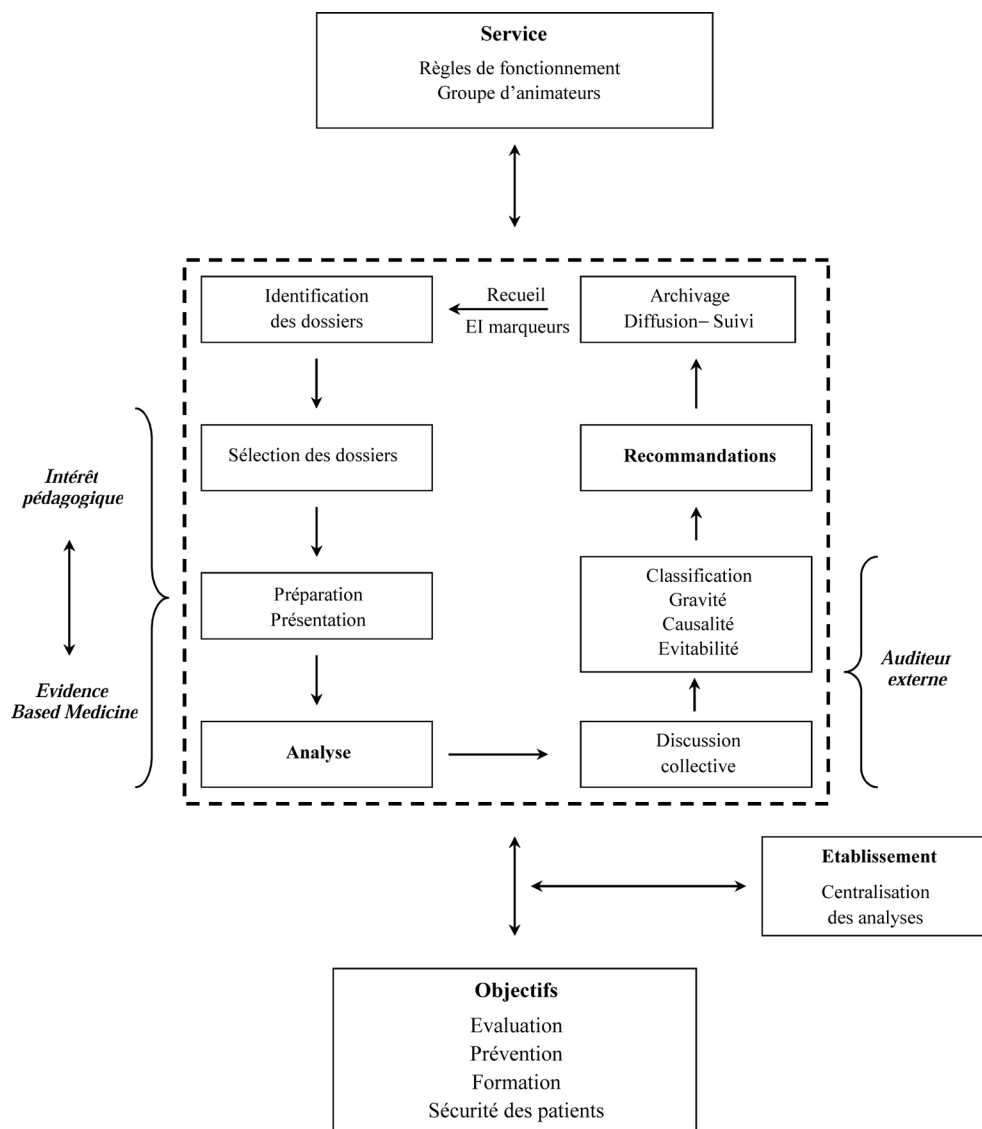 Service
Règles de fonctionnement
Groupe d’animateurs
Identification
des dossiers
Recueil
EI marqueurs
Archivage
Diffusion– Suivi
Sélection des dossiers
Recommandations
Intérêt
pédagogique
Préparation
Présentation
Classification
Gravité
Causalité
Evitabilité
Evidence
Based Medicine
Auditeur
externe
Analyse
Discussion
collective
Etablissement
Centralisation
des analyses
Objectifs
Evaluation
Prévention
Formation
Sécurité des patients